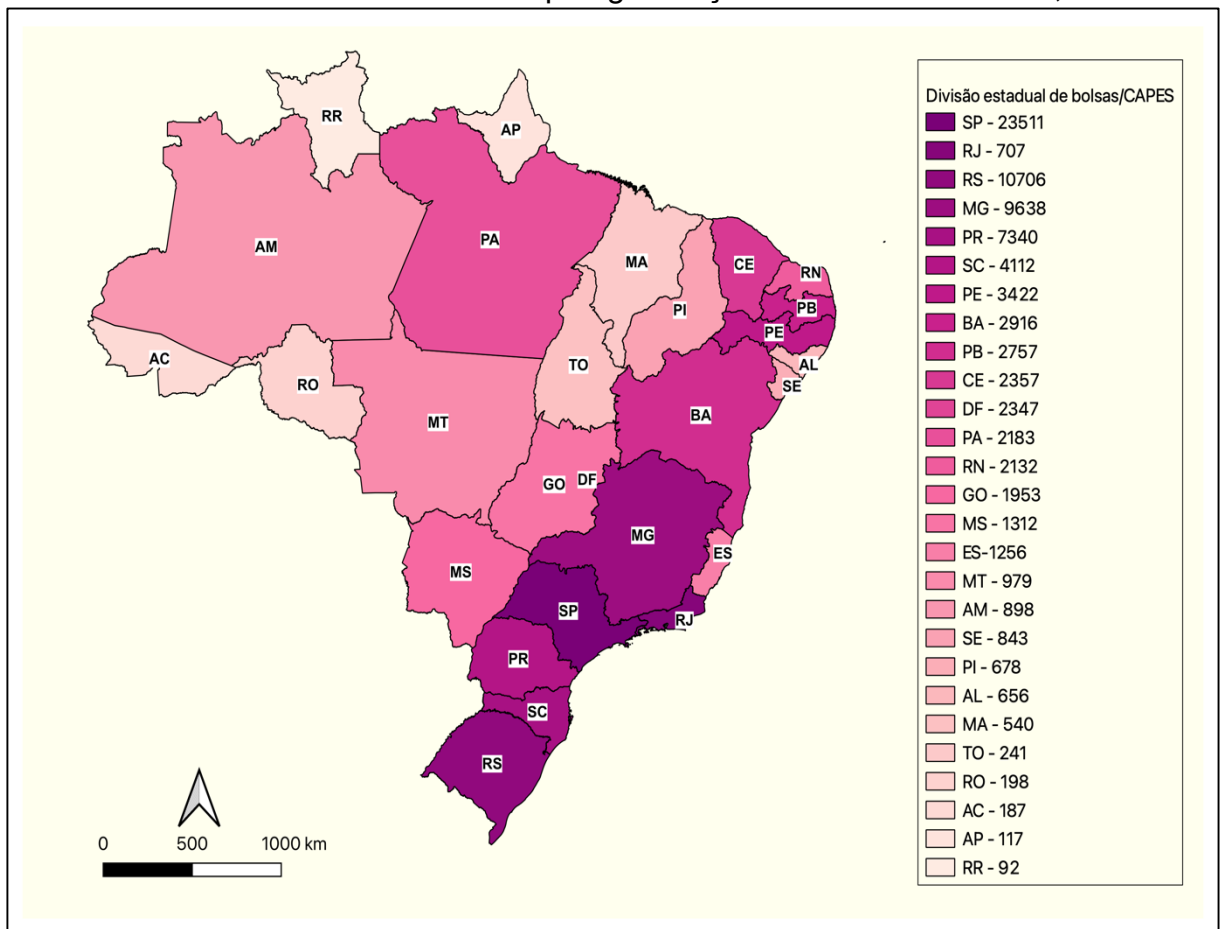 Divisão estadual de bolsas/CAPES
SP - 23511
RJ - 707
RS - 10706
MG - 9638
PR - 7340
SC - 4112
PE - 3422
BA - 2916
PB - 2757
CE - 2357
DF - 2347
PA - 2183
RN - 2132
GO - 1953
MS - 1312
ES-1256
MT - 979
AM - 898
SE - 843
PI - 678
AL - 656
MA - 540
TO - 241
RO - 198
AC - 187
AP - 117
RR - 92
RR
AP
AM
PA
MA
CE
RN
PI
PB
PE
AC
TO
AL
RO
SE
BA
MT
GO
DF
MG
ES
MS
SP
RJ
PR
SC
RS
0 500 1000 km